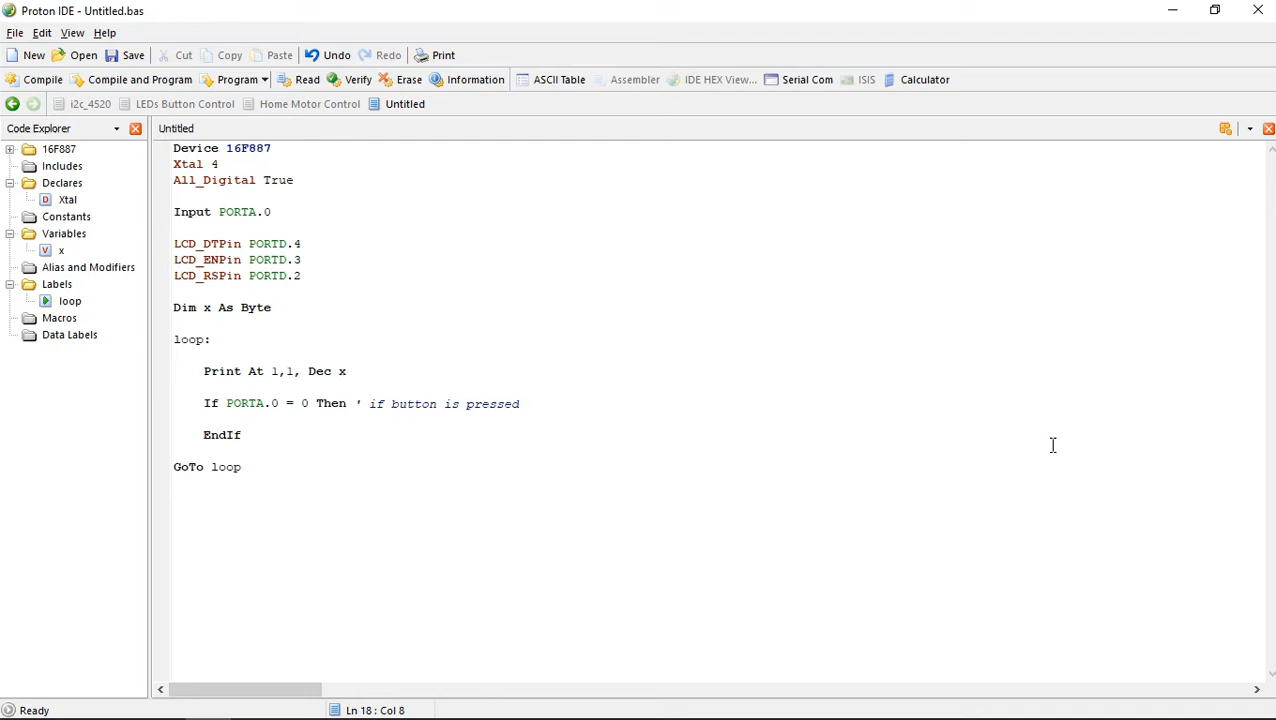 Proton IDE - Untitled.bas
File Edit View Help
New Open Save Cut Copy Paste Undo Redo Print
Compile Compile and Program Program Read Verify Erase Information ASCII Table Assembler IDE HEX View... Serial Com ISIS Calculator
i2c_4520 LEDs Button Control Home Motor Control Untitled
Code Explorer
16F887
Includes
Declares
D Xtal
Constants
Variables
V x
Alias and Modifiers
Labels
loop
Macros
Data Labels
Untitled
Device 16F887
Xtal 4
All_Digital True
Input PORTA.0
LCD_DTPin PORTD.4
LCD_ENPin PORTD.3
LCD_RSPin PORTD.2
Dim x As Byte
loop:
Print At 1,1, Dec x
If PORTA.0 = 0 Then ' if button is pressed
EndIf
GoTo loop
Ready
Ln 18 : Col 8